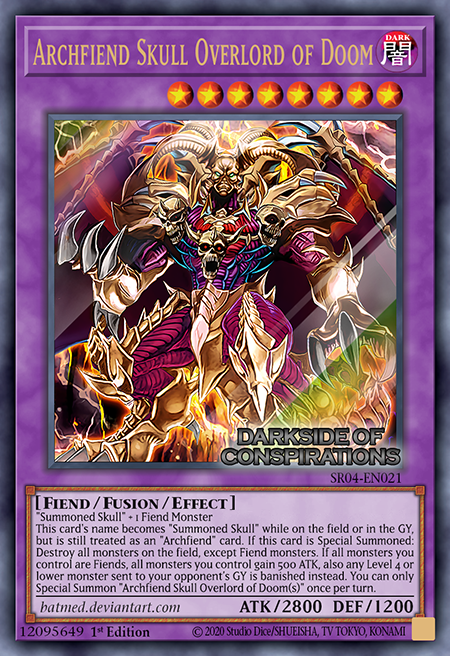 ARCHFIEND SKULL OVERLORD OF DOOM
DARK
闇
DARKSIDE OF
CONSPIRATIONS
SR04-EN021
[FIEND / FUSION / EFFECT]
"Summoned Skull" + 1 Fiend Monster
This card's name becomes "Summoned Skull" while on the field or in the GY,
but is still treated as an "Archfiend" card. If this card is Special Summoned:
Destroy all monsters on the field, except Fiend monsters. If all monsters you
control are Fiends, all monsters you control gain 500 ATK, also any Level 4 or
lower monster sent to your opponent's GY is banished instead. You can only
Special Summon "Archfiend Skull Overlord of Doom(s)" once per turn.
batmed.deviantart.com
ATK/2800 DEF/1200
12095649
1st Edition
©2020 Studio Dice/SHUEISHA, TV TOKYO, KONAMI